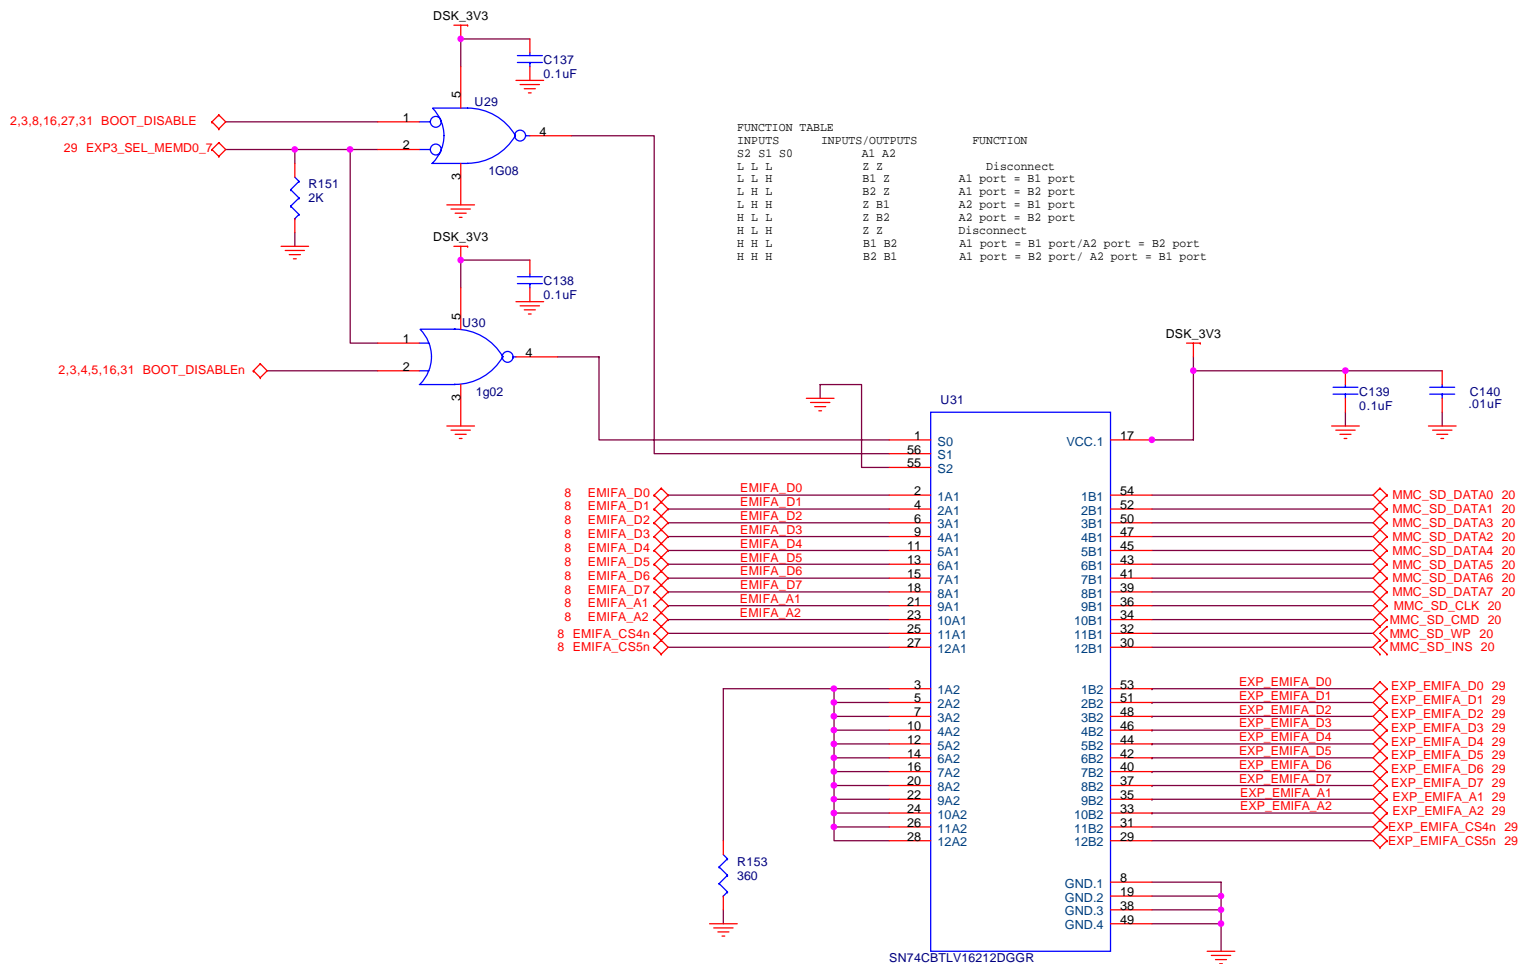 DSK_3V3
C137
0.1uF
5
U29
2,3,8,16,27,31 BOOT_DISABLE
1
4
29 EXP3_SEL_MEMD0_7
2
1G08
3
R151
2K
FUNCTION TABLE
INPUTS INPUTS/OUTPUTS FUNCTION
S2 S1 S0 A1 A2
L L L Z Z Disconnect
L L H B1 Z A1 port = B1 port
L H L B2 Z A1 port = B2 port
L H H Z B1 A2 port = B1 port
H L L Z B2 A2 port = B2 port
H L H Z Z Disconnect
H H L B1 B2 A1 port = B1 port/A2 port = B2 port
H H H B2 B1 A1 port = B2 port/ A2 port = B1 port
DSK_3V3
C138
0.1uF
5
U30
1
4
2,3,4,5,16,31 BOOT_DISABLEn
2
1g02
3
DSK_3V3
C139
0.1uF
C140
.01uF
U31
1 S0 VCC.1 17
56 S1
55 S2
8 EMIFA_D0 EMIFA_D0 2 1A1 1B1 54 MMC_SD_DATA0 20
8 EMIFA_D1 EMIFA_D1 4 2A1 2B1 52 MMC_SD_DATA1 20
8 EMIFA_D2 EMIFA_D2 6 3A1 3B1 50 MMC_SD_DATA3 20
8 EMIFA_D3 EMIFA_D3 9 4A1 4B1 47 MMC_SD_DATA2 20
8 EMIFA_D4 EMIFA_D4 11 5A1 5B1 45 MMC_SD_DATA4 20
8 EMIFA_D5 EMIFA_D5 13 6A1 6B1 43 MMC_SD_DATA5 20
8 EMIFA_D6 EMIFA_D6 15 7A1 7B1 41 MMC_SD_DATA6 20
8 EMIFA_D7 EMIFA_D7 18 8A1 8B1 39 MMC_SD_DATA7 20
8 EMIFA_A1 EMIFA_A1 21 9A1 9B1 36 MMC_SD_CLK 20
8 EMIFA_A2 EMIFA_A2 23 10A1 10B1 34 MMC_SD_CMD 20
8 EMIFA_CS4n 25 11A1 11B1 32 MMC_SD_WP 20
8 EMIFA_CS5n 27 12A1 12B1 30 MMC_SD_INS 20
3 1A2 1B2 53 EXP_EMIFA_D0 EXP_EMIFA_D0 29
5 2A2 2B2 51 EXP_EMIFA_D1 EXP_EMIFA_D1 29
7 3A2 3B2 48 EXP_EMIFA_D2 EXP_EMIFA_D2 29
10 4A2 4B2 46 EXP_EMIFA_D3 EXP_EMIFA_D3 29
12 5A2 5B2 44 EXP_EMIFA_D4 EXP_EMIFA_D4 29
14 6A2 6B2 42 EXP_EMIFA_D5 EXP_EMIFA_D5 29
16 7A2 7B2 40 EXP_EMIFA_D6 EXP_EMIFA_D6 29
20 8A2 8B2 37 EXP_EMIFA_D7 EXP_EMIFA_D7 29
22 9A2 9B2 35 EXP_EMIFA_A1 EXP_EMIFA_A1 29
24 10A2 10B2 33 EXP_EMIFA_A2 EXP_EMIFA_A2 29
26 11A2 11B2 31 EXP_EMIFA_CS4n 29
28 12A2 12B2 29 EXP_EMIFA_CS5n 29
R153
360
GND.1 8
GND.2 19
GND.3 38
GND.4 49
SN74CBTLV16212DGGR